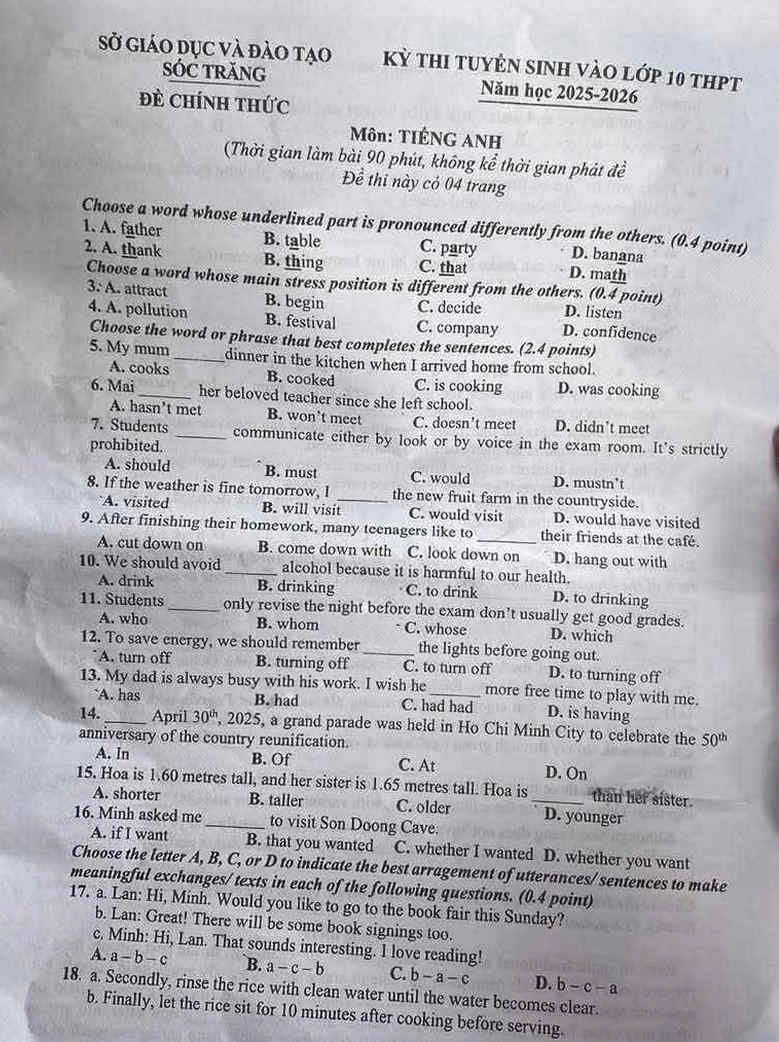 SỞ GIÁO DỤC VÀ ĐÀO TẠO
SÓC TRĂNG
ĐỀ CHÍNH THỨC
KỲ THI TUYỂN SINH VÀO LỚP 10 THPT
Năm học 2025-2026
Môn: TIẾNG ANH
(Thời gian làm bài 90 phút, không kể thời gian phát đề
Đề thi này có 04 trang
Choose a word whose underlined part is pronounced differently from the others. (0.4 point)
1. A. father B. table C. party D. banana
2. A. thank B. thing C. that D. math
Choose a word whose main stress position is different from the others. (0.4 point)
3. A. attract B. begin C. decide D. listen
4. A. pollution B. festival C. company D. confidence
Choose the word or phrase that best completes the sentences. (2.4 points)
5. My mum ______dinner in the kitchen when I arrived home from school.
A. cooks B. cooked C. is cooking D. was cooking
6. Mai ______ her beloved teacher since she left school.
A. hasn't met B. won't meet C. doesn't meet D. didn't meet
7. Students ______ communicate either by look or by voice in the exam room. It's strictly
prohibited.
A. should B. must C. would D. mustn't
8. If the weather is fine tomorrow, I ______ the new fruit farm in the countryside.
A. visited B. will visit C. would visit D. would have visited
9. After finishing their homework, many teenagers like to ______ their friends at the café.
A. cut down on B. come down with C. look down on D. hang out with
10. We should avoid ______ alcohol because it is harmful to our health.
A. drink B. drinking C. to drink D. to drinking
11. Students ______ only revise the night before the exam don't usually get good grades.
A. who B. whom C. whose D. which
12. To save energy, we should remember ______ the lights before going out.
A. turn off B. turning off C. to turn off D. to turning off
13. My dad is always busy with his work. I wish he ______ more free time to play with me.
A. has B. had C. had had D. is having
14. ______ April 30th, 2025, a grand parade was held in Ho Chi Minh City to celebrate the 50th
anniversary of the country reunification.
A. In B. Of C. At D. On
15. Hoa is 1.60 metres tall, and her sister is 1.65 metres tall. Hoa is ______ than her sister.
A. shorter B. taller C. older D. younger
16. Minh asked me ______ to visit Son Doong Cave.
A. if I want B. that you wanted C. whether I wanted D. whether you want
Choose the letter A, B, C, or D to indicate the best arragement of utterances/ sentences to make
meaningful exchanges/ texts in each of the following questions. (0.4 point)
17. a. Lan: Hi, Minh. Would you like to go to the book fair this Sunday?
b. Lan: Great! There will be some book signings too.
c. Minh: Hi, Lan. That sounds interesting. I love reading!
A. a – b – c B. a – c – b C. b – a – c D. b – c – a
18. a. Secondly, rinse the rice with clean water until the water becomes clear.
b. Finally, let the rice sit for 10 minutes after cooking before serving.